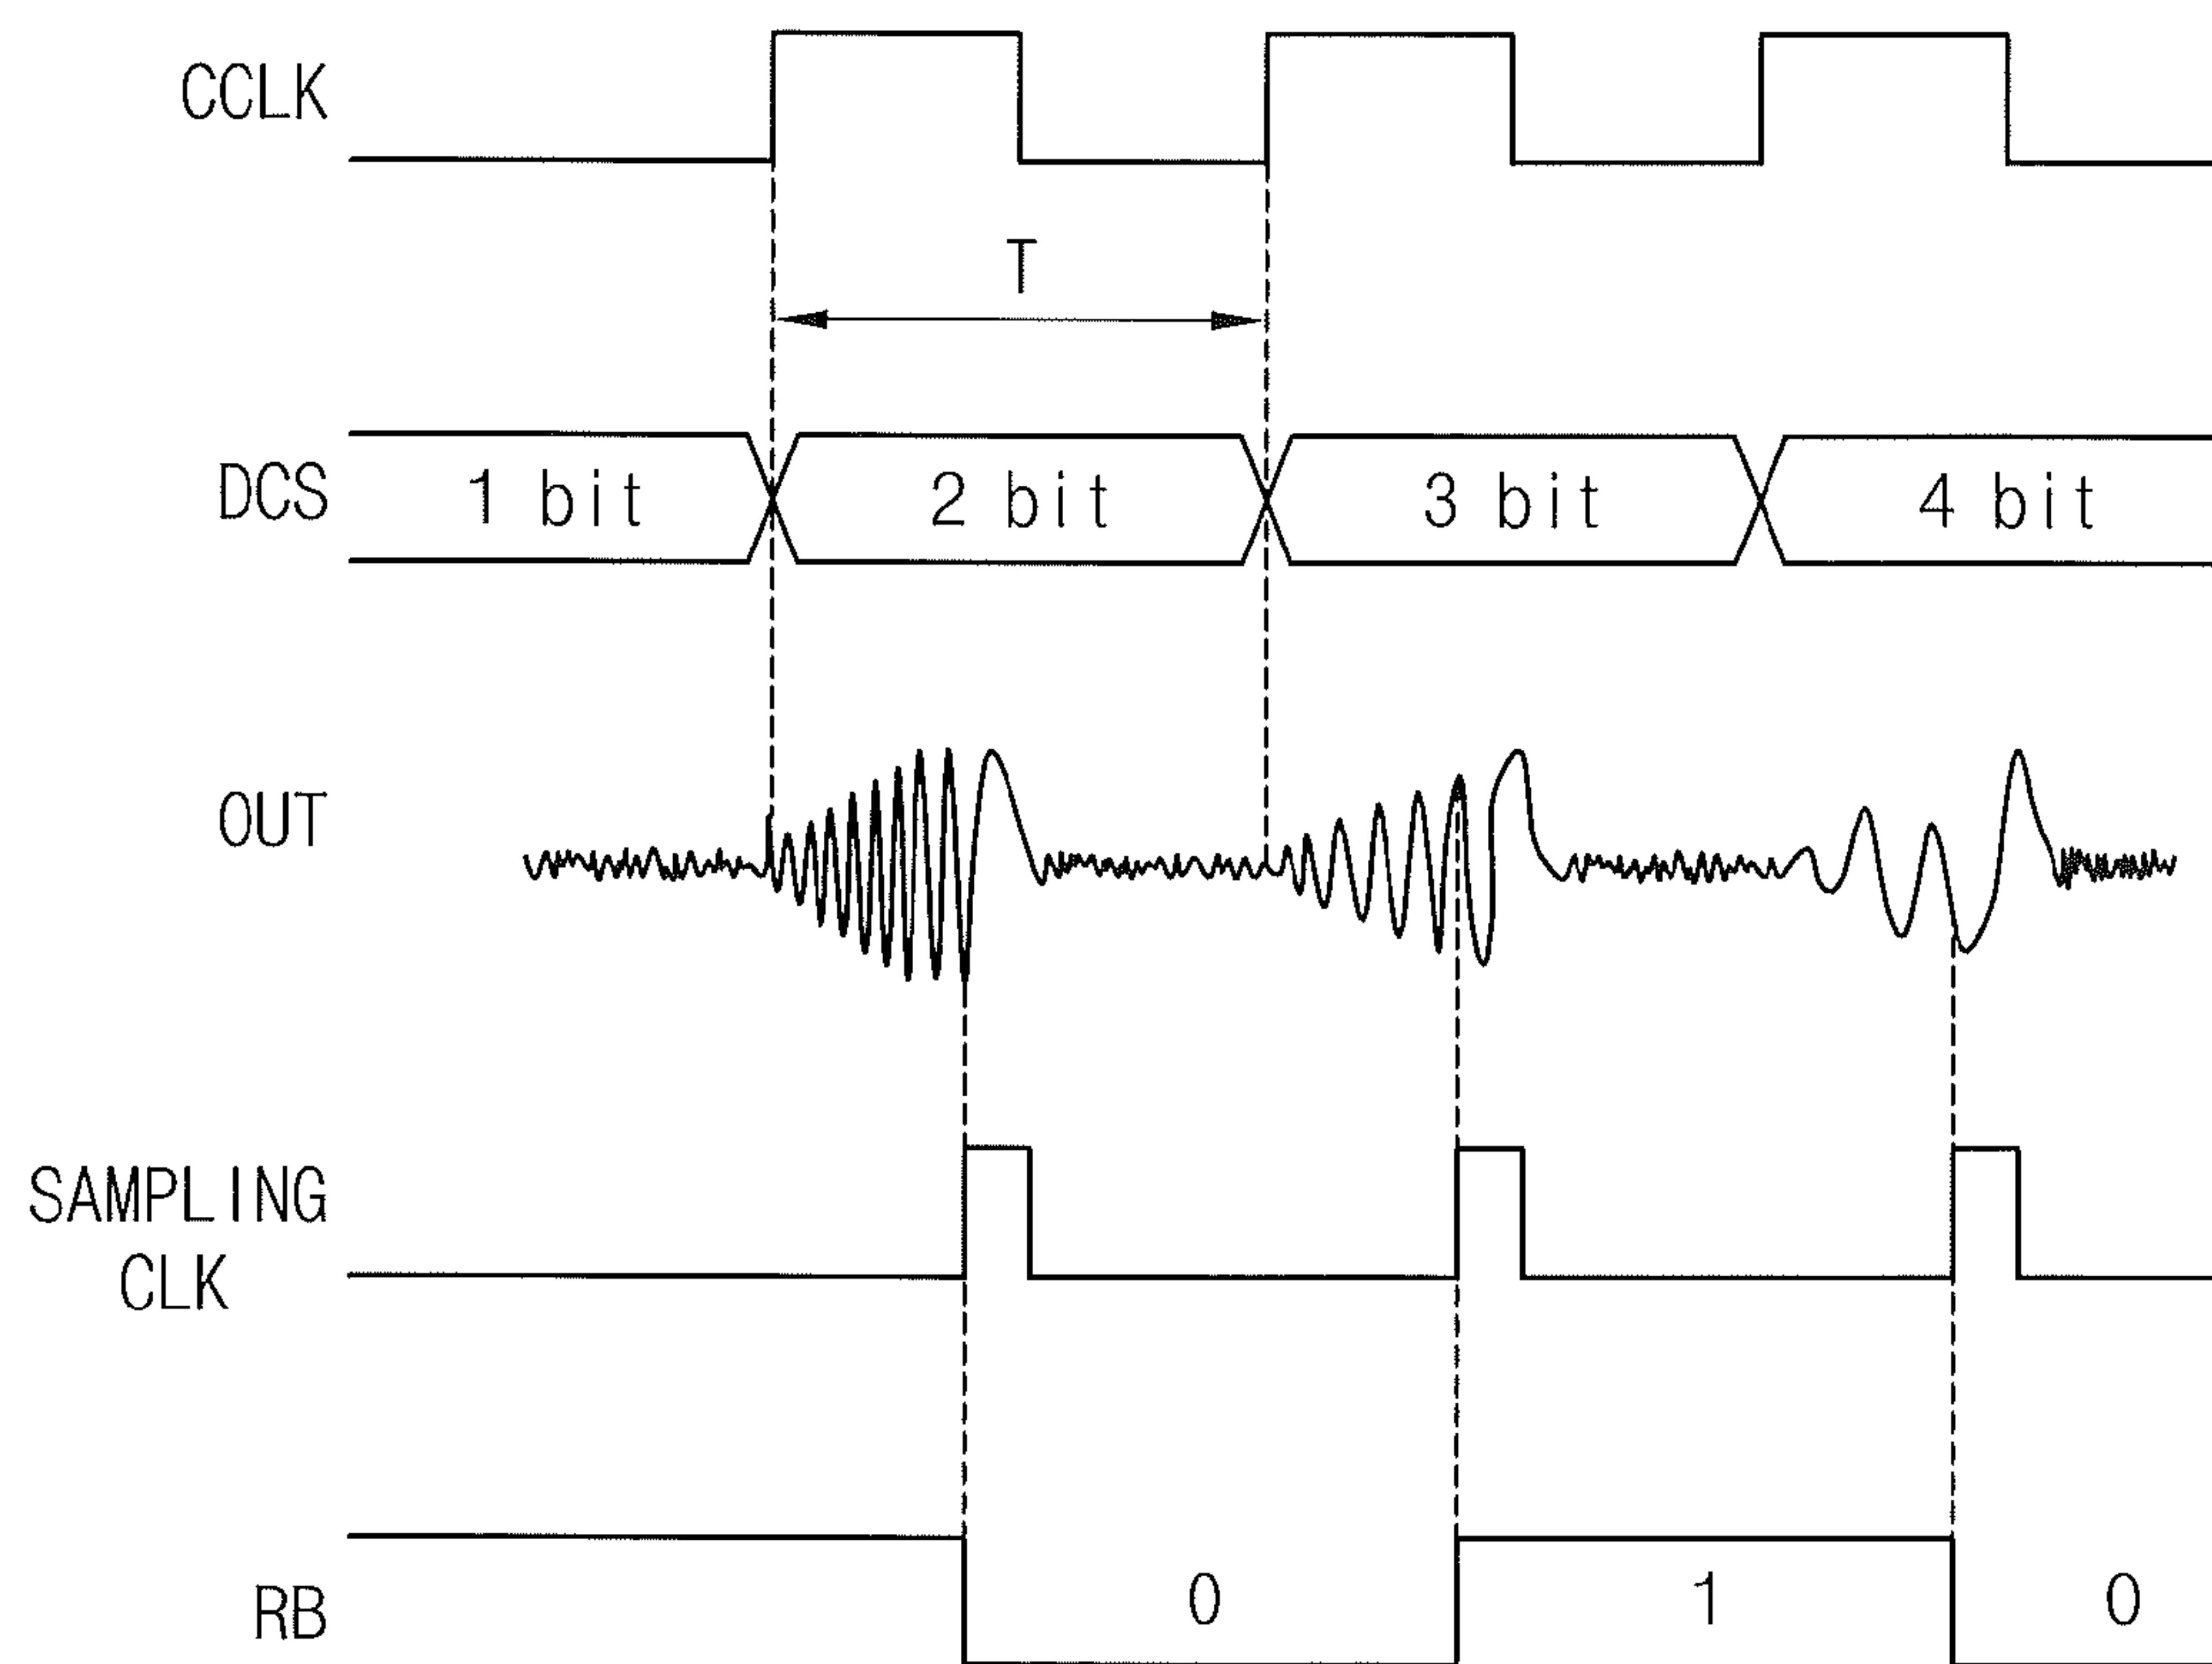 CCLK
T
DCS 1 bit 2 bit 3 bit 4 bit
OUT
SAMPLING
CLK
RB 0 1 0